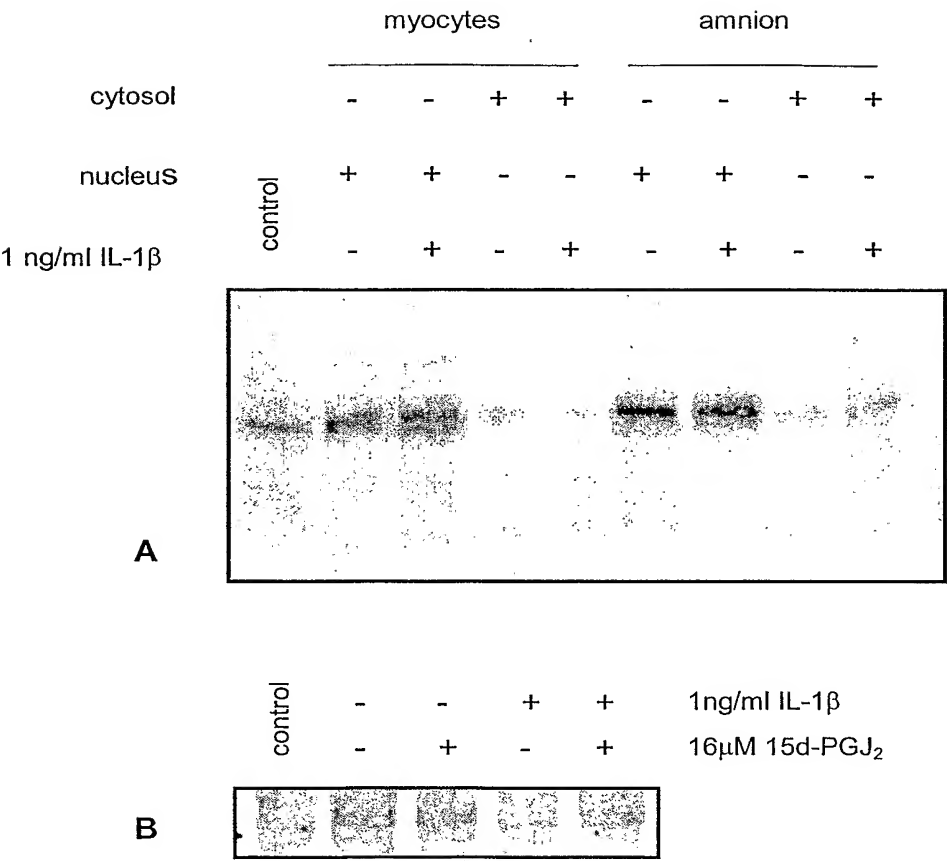 myocytes amnion
cytosol - - + + - - + +
nucleus + + - - + + - -
control
1 ng/ml IL-1β - + - + - + - +
A
control
- - + + 1ng/ml IL-1β
- + - + 16μM 15d-PGJ₂
B